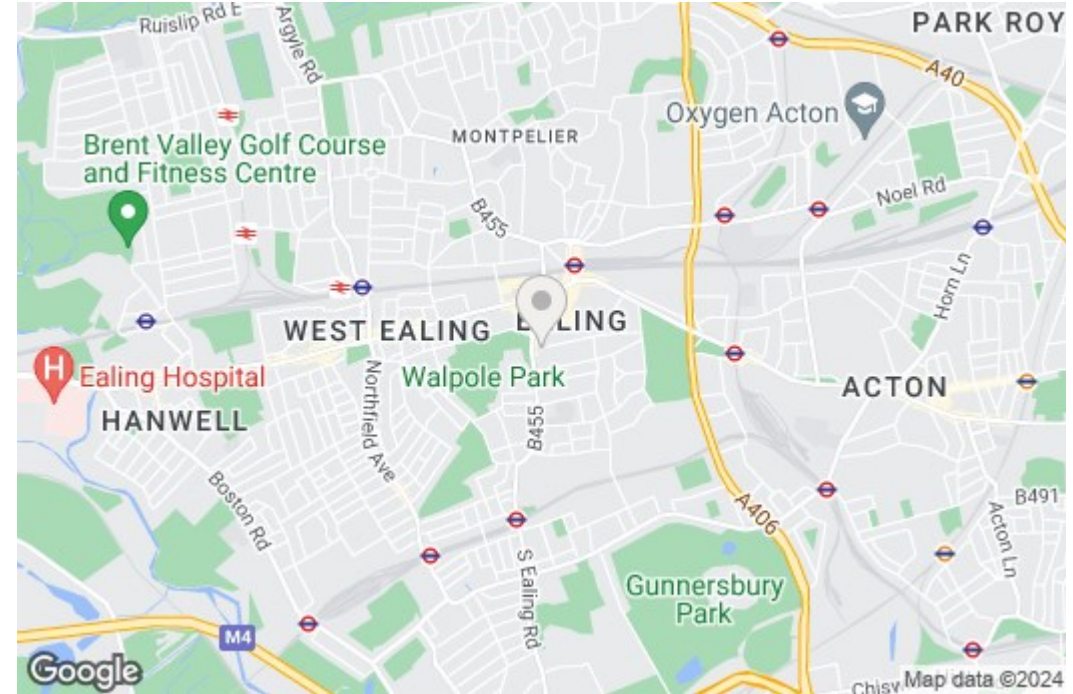 Ruislip Rd E
Argyle Rd
PARK ROY
A40
Oxygen Acton
MONTPELIER
Brent Valley Golf Course
and Fitness Centre
Noel Rd
B455
Horn Ln
WEST EALING
Ealing Hospital
H
Walpole Park
ACTON
HANWELL
Northfield Ave
B455
Boston Rd
B491
A406
Acton Ln
S Ealing Rd
Gunnersbury
Park
M4
Google
Map data ©2024